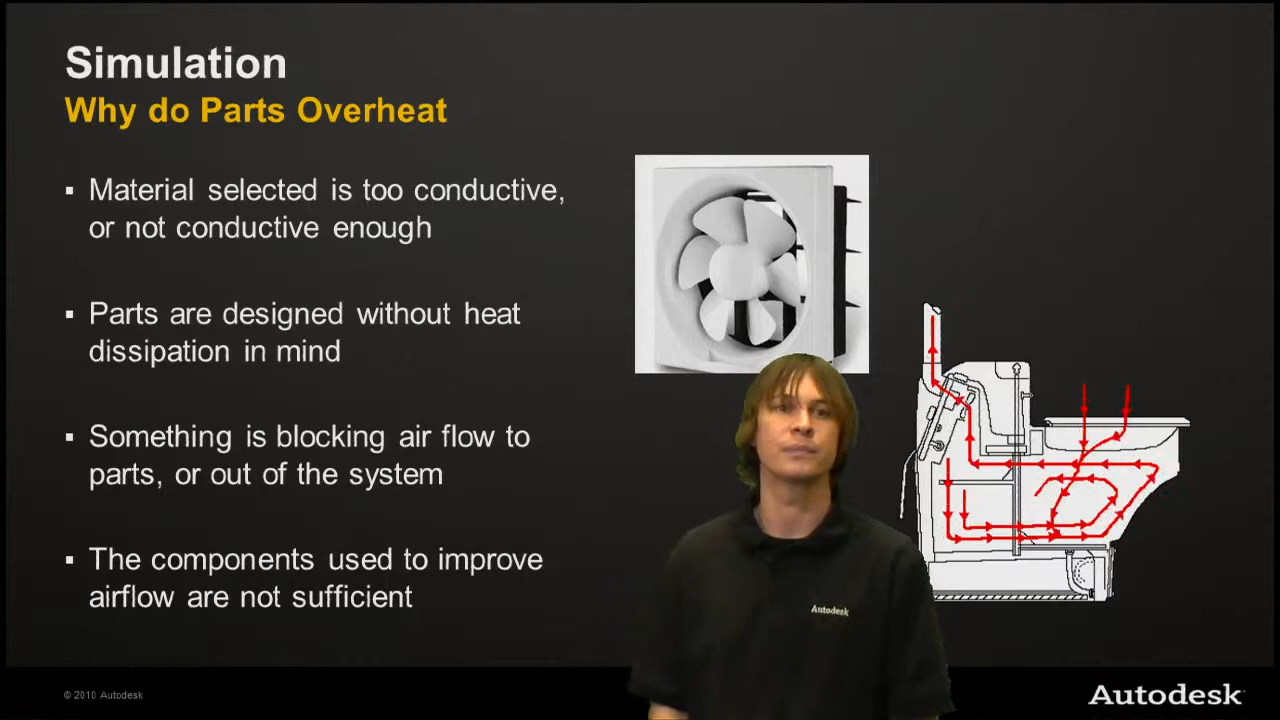 Simulation
Why do Parts Overheat
▪ Material selected is too conductive,
or not conductive enough
▪ Parts are designed without heat
dissipation in mind
▪ Something is blocking air flow to
parts, or out of the system
▪ The components used to improve
airflow are not sufficient
Autodesk
© 2010 Autodesk
Autodesk